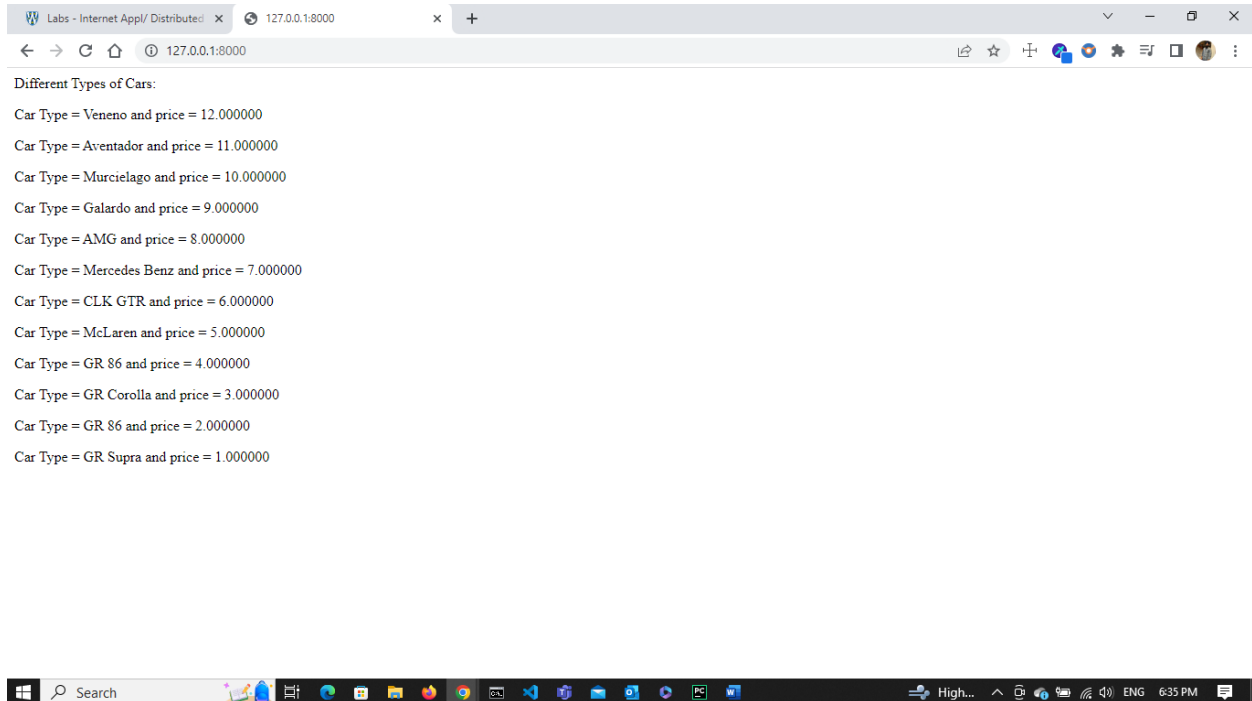 Labs - Internet Appl/ Distributed
127.0.0.1:8000
127.0.0.1:8000
Different Types of Cars:
Car Type = Veneno and price = 12.000000
Car Type = Aventador and price = 11.000000
Car Type = Murcielago and price = 10.000000
Car Type = Galardo and price = 9.000000
Car Type = AMG and price = 8.000000
Car Type = Mercedes Benz and price = 7.000000
Car Type = CLK GTR and price = 6.000000
Car Type = McLaren and price = 5.000000
Car Type = GR 86 and price = 4.000000
Car Type = GR Corolla and price = 3.000000
Car Type = GR 86 and price = 2.000000
Car Type = GR Supra and price = 1.000000
Search
High...
ENG
6:35 PM